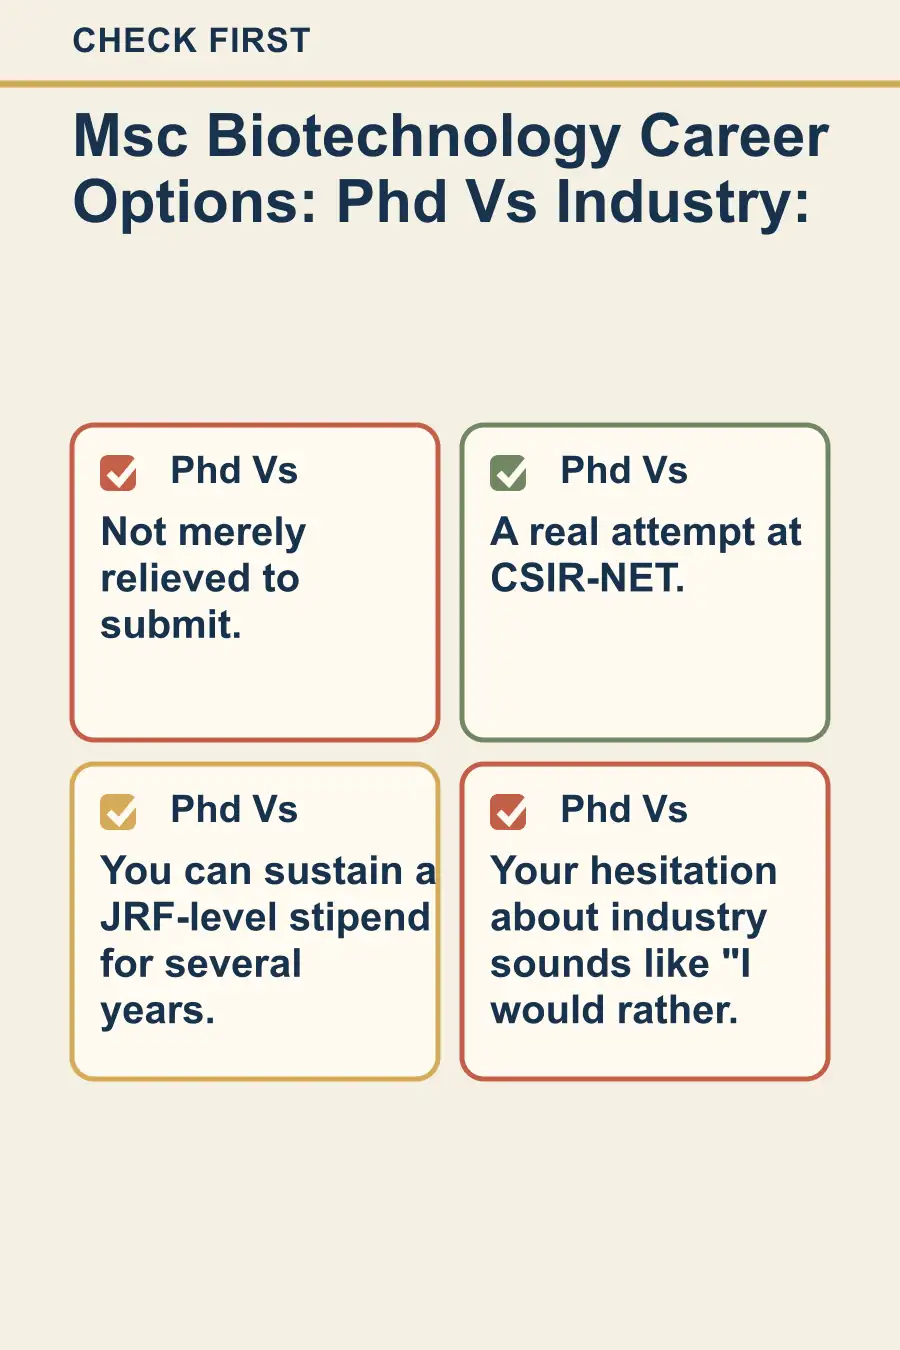 CHECK FIRST
Msc Biotechnology Career
Options: Phd Vs Industry:
Phd Vs
Not merely
relieved to
submit.
Phd Vs
A real attempt at
CSIR-NET.
Phd Vs
You can sustain a
JRF-level stipend
for several
years.
Phd Vs
Your hesitation
about industry
sounds like "I
would rather.